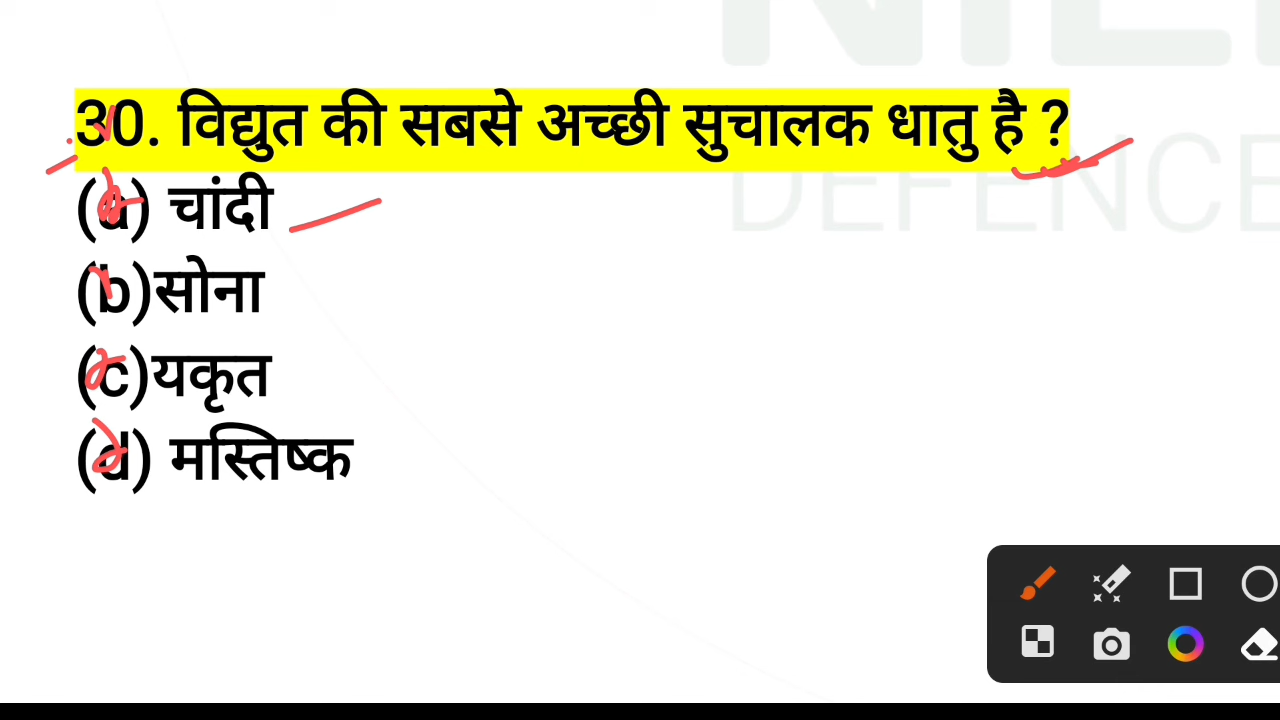 30. विद्युत की सबसे अच्छी सुचालक धातु है ?
(a) चांदी
(b)सोना
(c)यकृत
(d) मस्तिष्क
DEFENCE